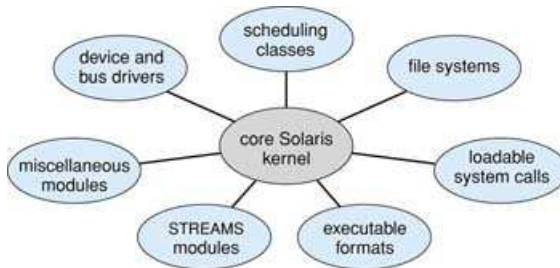 scheduling
classes
device and
bus drivers
file systems
core Solaris
kernel
miscellaneous
modules
loadable
system calls
STREAMS
modules
executable
formats